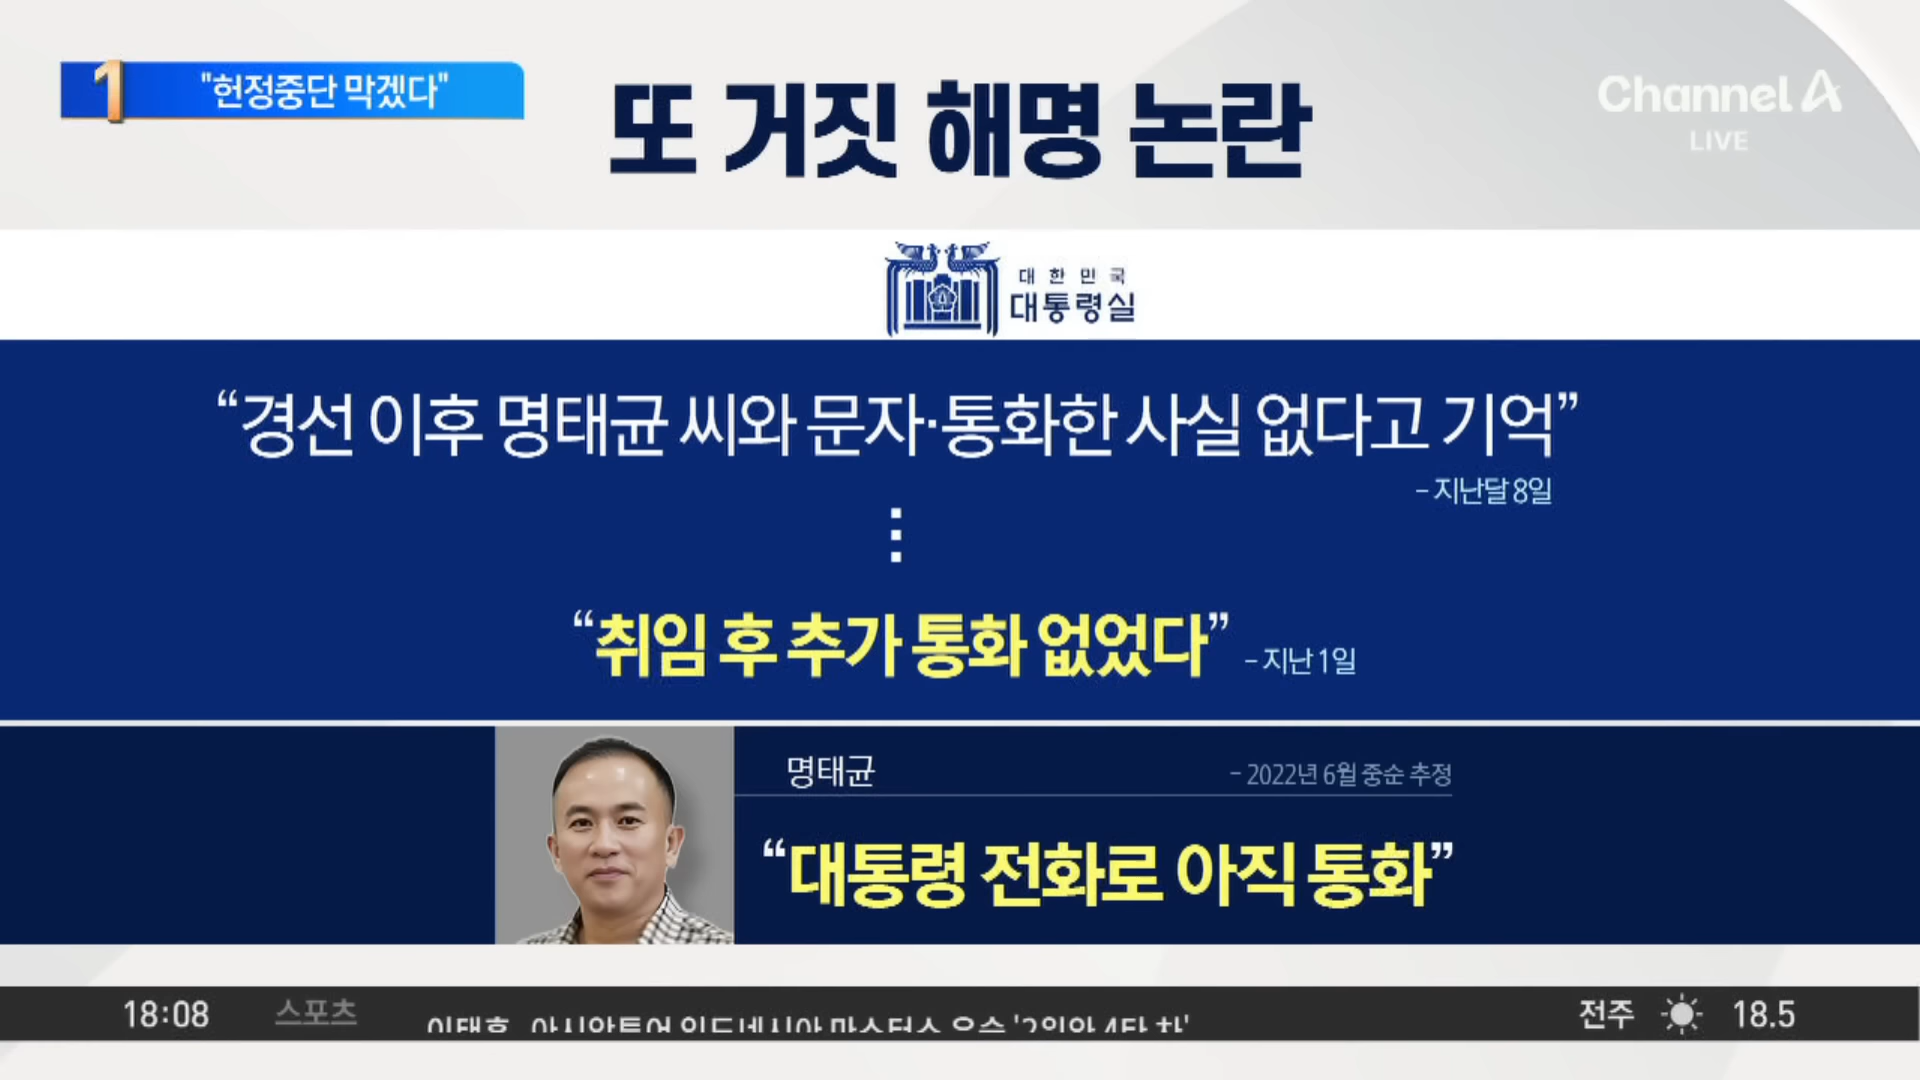 1 "헌정중단 막겠다"
또 거짓 해명 논란
Channel A
LIVE
대한민국
대통령실
“경선 이후 명태균 씨와 문자·통화한 사실 없다고 기억”
– 지난달 8일
“취임 후 추가 통화 없었다” – 지난 1일
명태균 – 2022년 6월 중순 추정
“대통령 전화로 아직 통화”
18:08 스포츠 전주 18.5